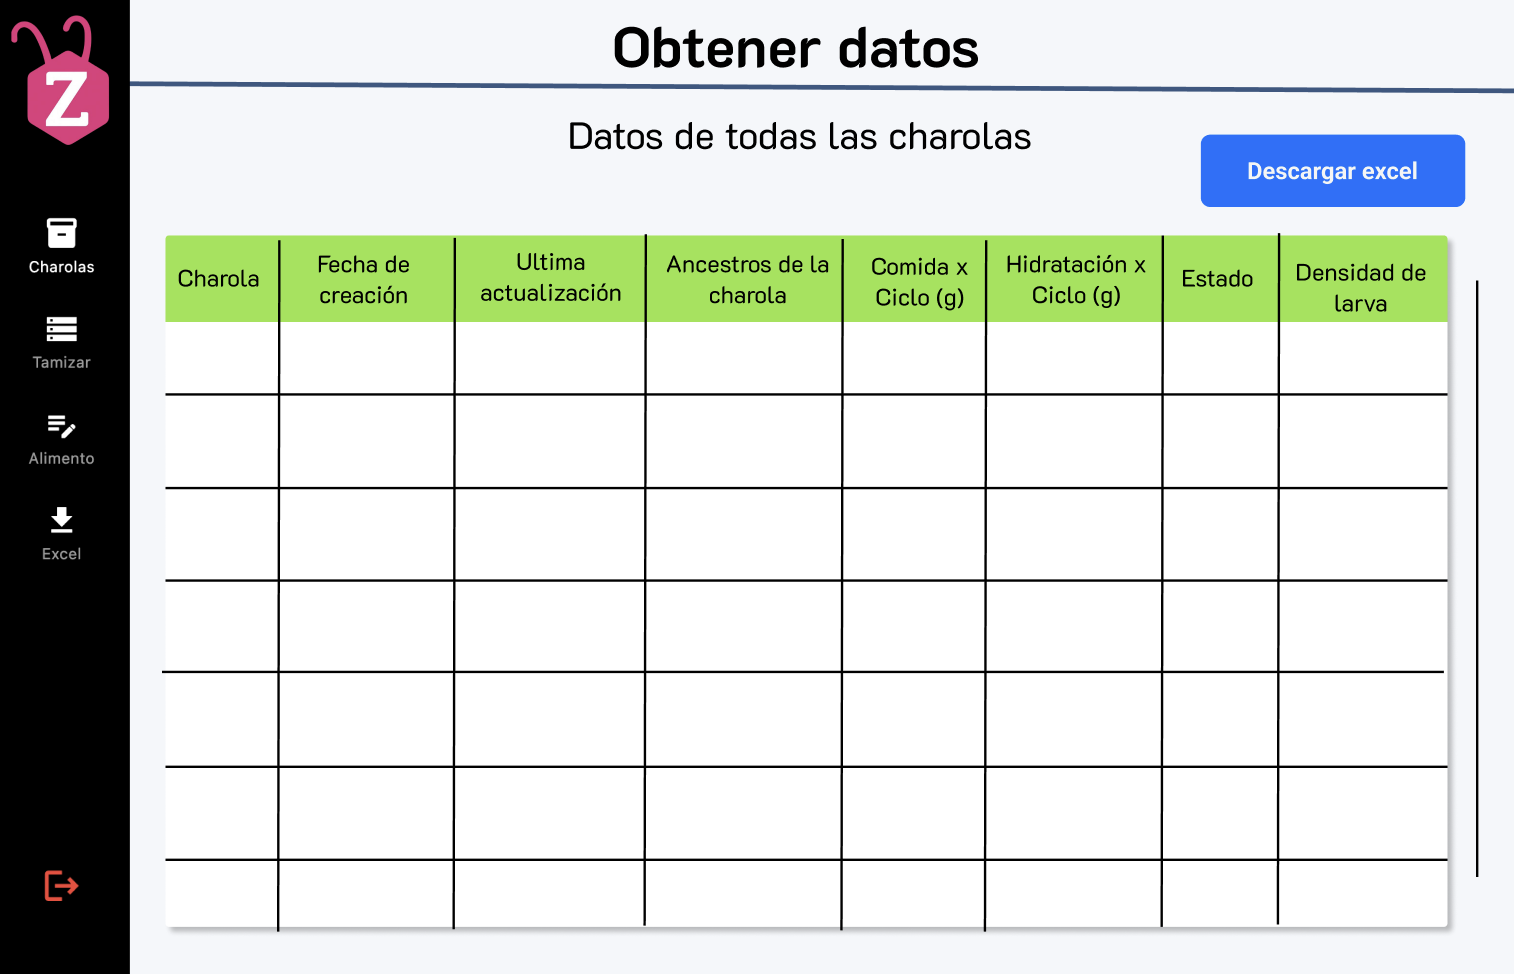 Obtener datos
Z
Datos de todas las charolas
Descargar excel
Charolas
Tamizar
Alimento
Excel
Charola
Fecha de
creación
Ultima
actualización
Ancestros de la
charola
Comida x
Ciclo (g)
Hidratación x
Ciclo (g)
Estado
Densidad de
larva